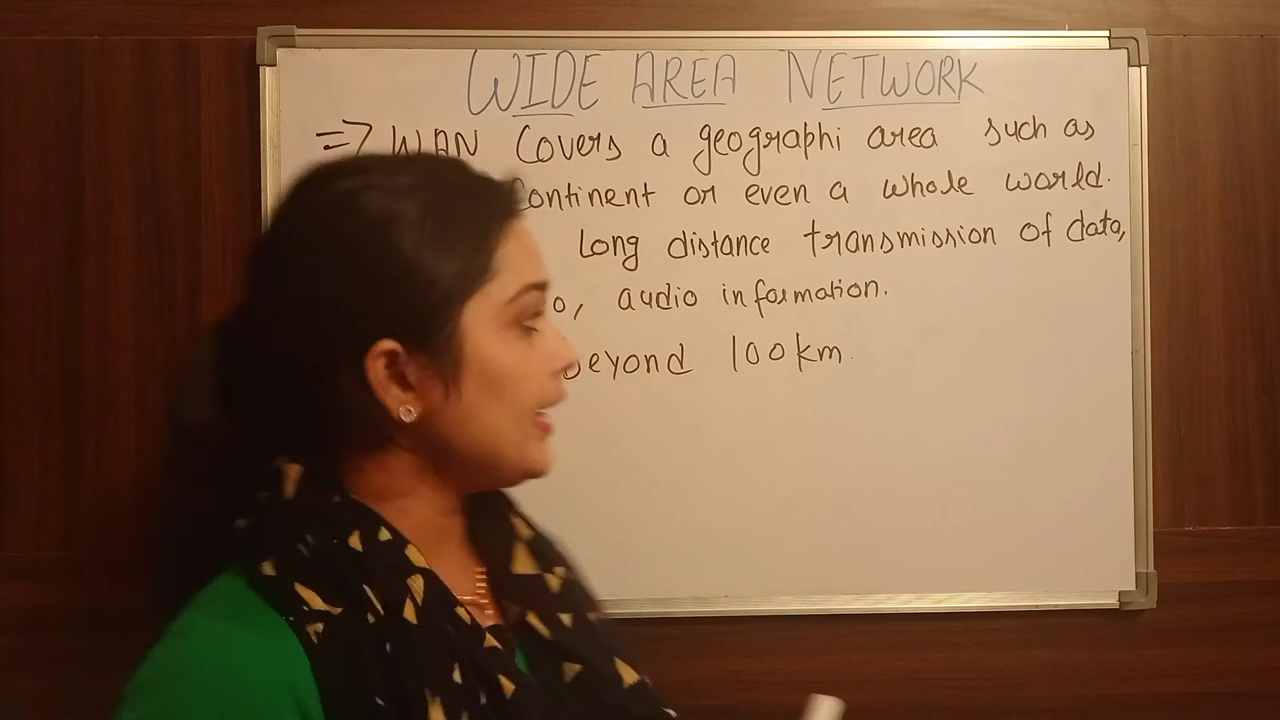 WIDE AREA NETWORK
=> WAN Covers a geographi area such as
Continent or even a whole world.
Long distance transmission of data,
o, audio information.
beyond 100km